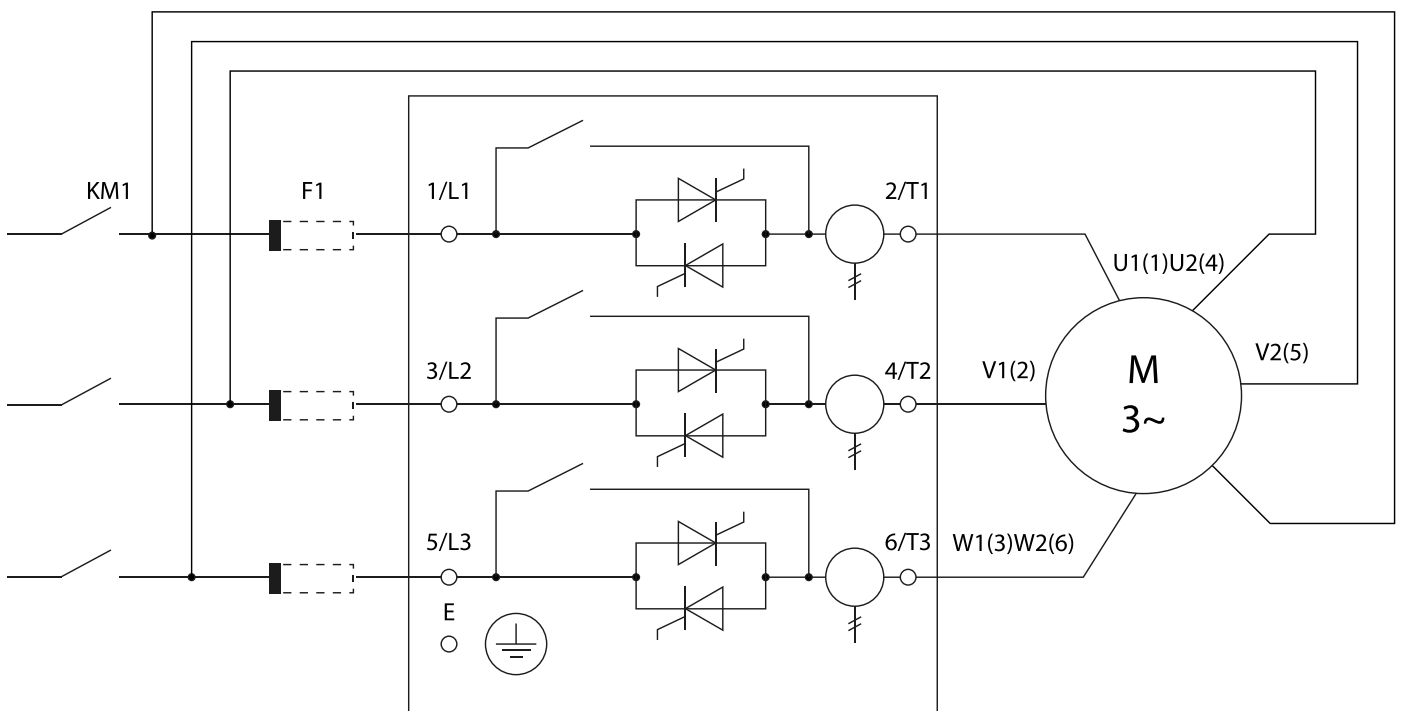 KM1
F1
1/L1
2/T1
U1(1)U2(4)
3/L2
4/T2
V1(2)
M
3~
V2(5)
5/L3
6/T3
W1(3)W2(6)
E